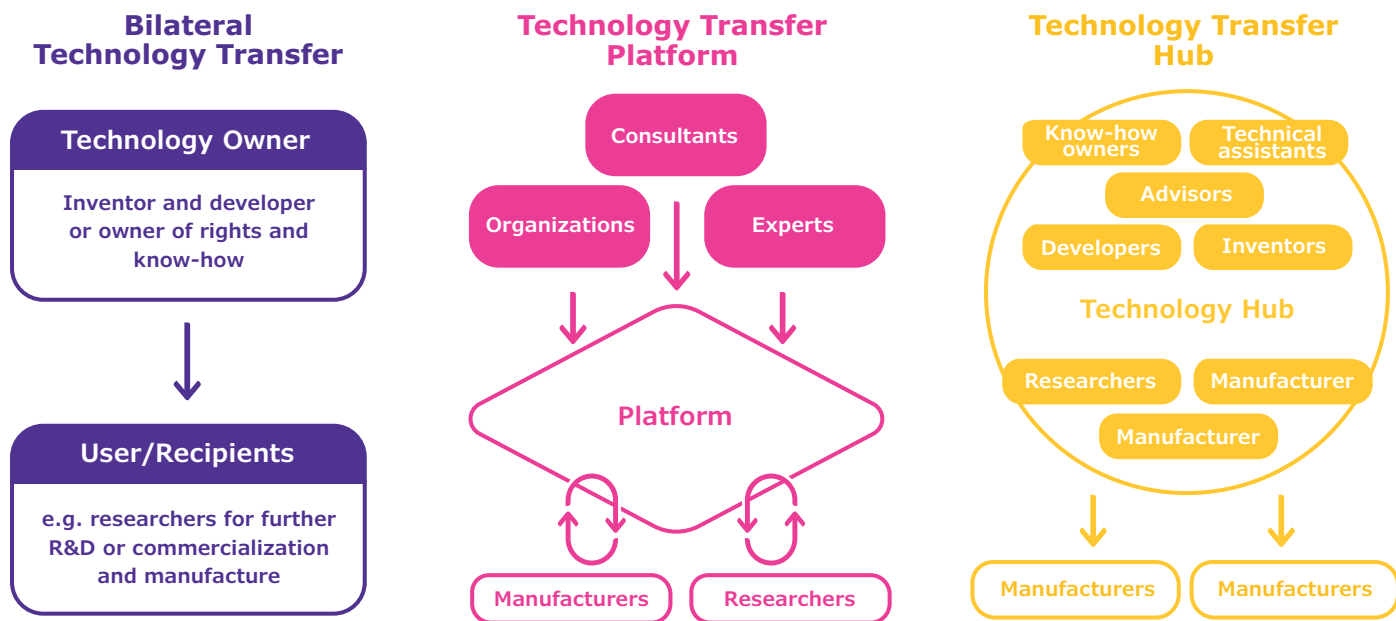 Bilateral
Technology Transfer
Technology Owner
Inventor and developer
or owner of rights and
know-how
User/Recipients
e.g. researchers for further
R&D or commercialization
and manufacture
Technology Transfer
Platform
Consultants
Organizations
Experts
Platform
Manufacturers
Researchers
Technology Transfer
Hub
Know-how
owners
Technical
assistants
Advisors
Developers
Inventors
Technology Hub
Researchers
Manufacturer
Manufacturer
Manufacturers
Manufacturers